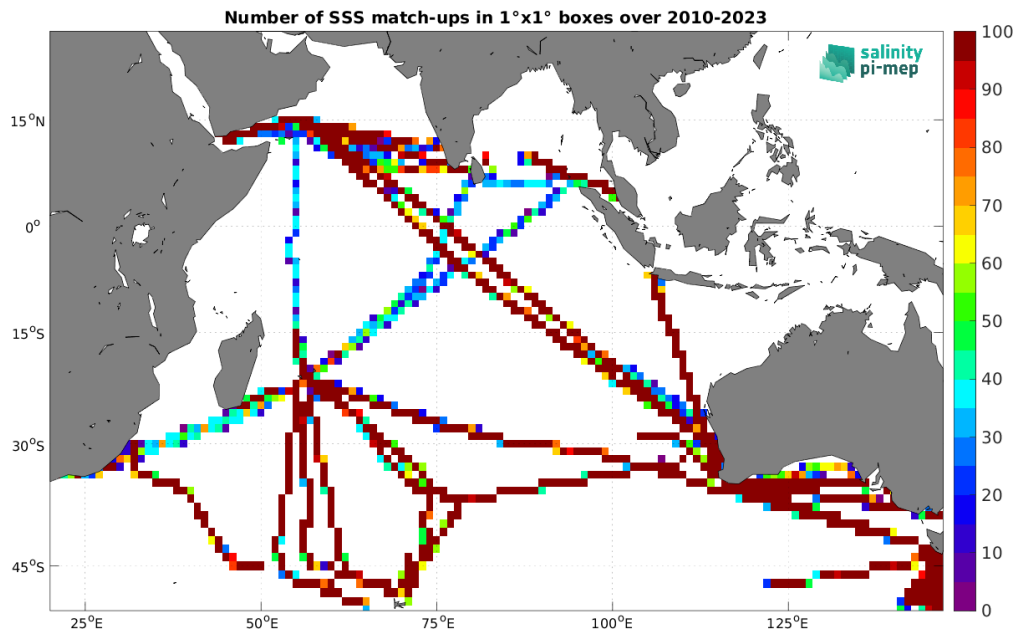 Number of SSS match-ups in 1°x1° boxes over 2010-2023
salinity
pi-mep
15°N
0°
15°S
30°S
45°S
25°E
50°E
75°E
100°E
125°E
100
90
80
70
60
50
40
30
20
10
0